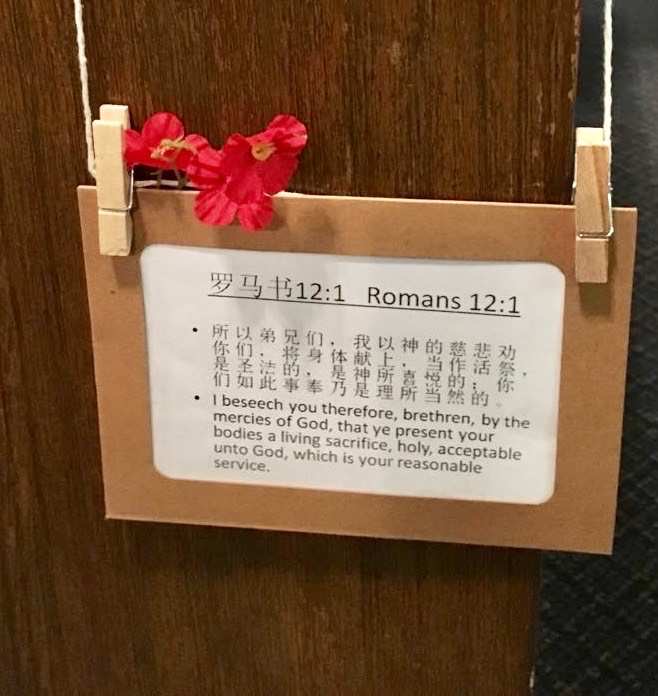 罗马书12:1 Romans 12:1
• 所以弟兄们，我以神的慈悲劝
你们，将身体献上，当作活祭，
是圣洁的，是神所喜悦的；你
们如此事奉乃是理所当然的。
• I beseech you therefore, brethren, by the
mercies of God, that ye present your
bodies a living sacrifice, holy, acceptable
unto God, which is your reasonable
service.